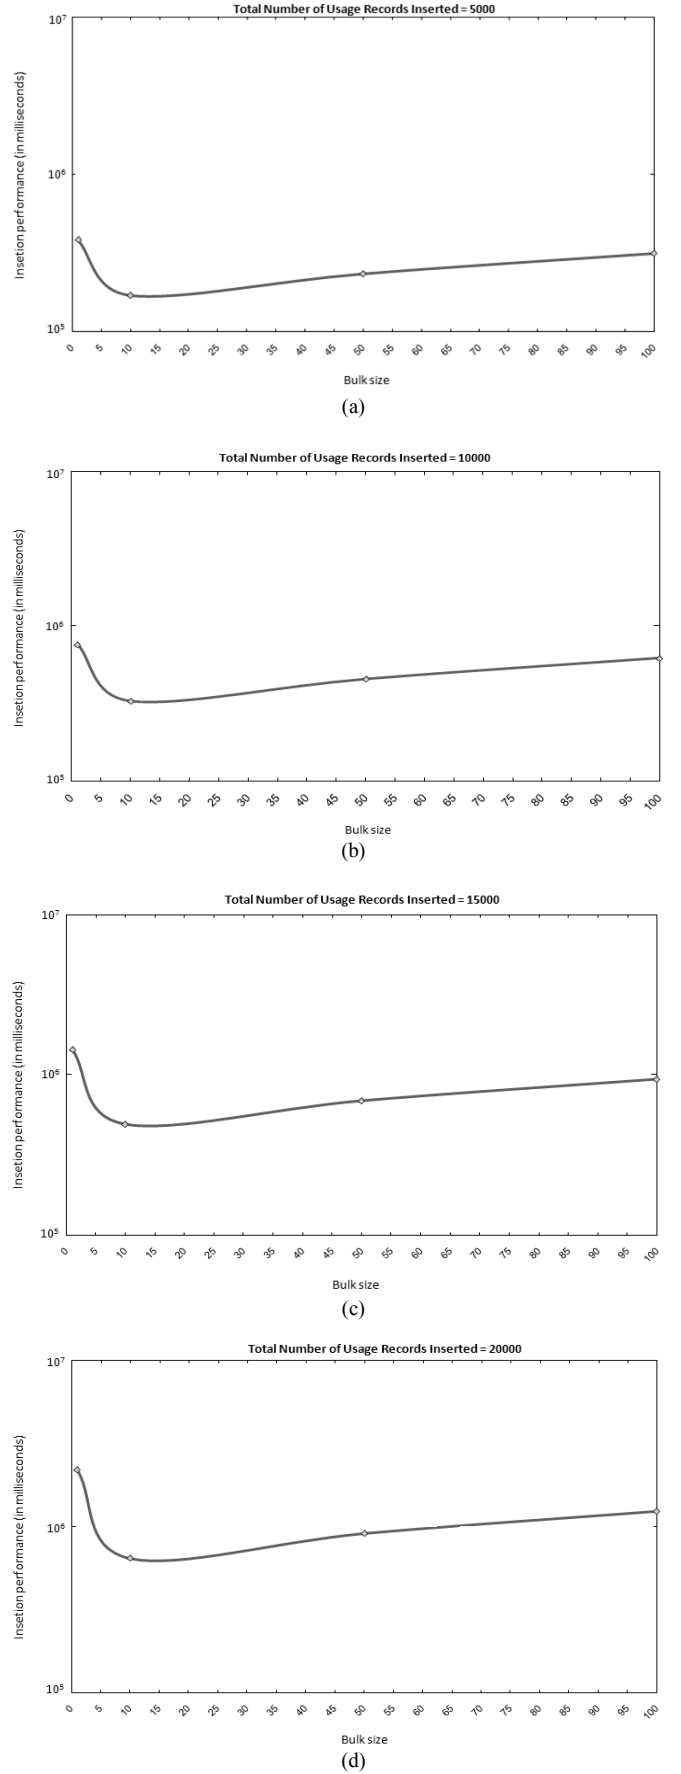 Total Number of Usage Records Inserted = 5000
10⁷
10⁶
10⁵
Insetion performance (in milliseconds)
0 5 10 15 20 25 30 35 40 45 50 55 60 65 70 75 80 85 90 95 100
Bulk size
(a)
Total Number of Usage Records Inserted = 10000
10⁷
10⁶
10⁵
Insetion performance (in milliseconds)
0 5 10 15 20 25 30 35 40 45 50 55 60 65 70 75 80 85 90 95 100
Bulk size
(b)
Total Number of Usage Records Inserted = 15000
10⁷
10⁶
10⁵
Insetion performance (in milliseconds)
0 5 10 15 20 25 30 35 40 45 50 55 60 65 70 75 80 85 90 95 100
Bulk size
(c)
Total Number of Usage Records Inserted = 20000
10⁷
10⁶
10⁵
Insetion performance (in milliseconds)
0 5 10 15 20 25 30 35 40 45 50 55 60 65 70 75 80 85 90 95 100
Bulk size
(d)